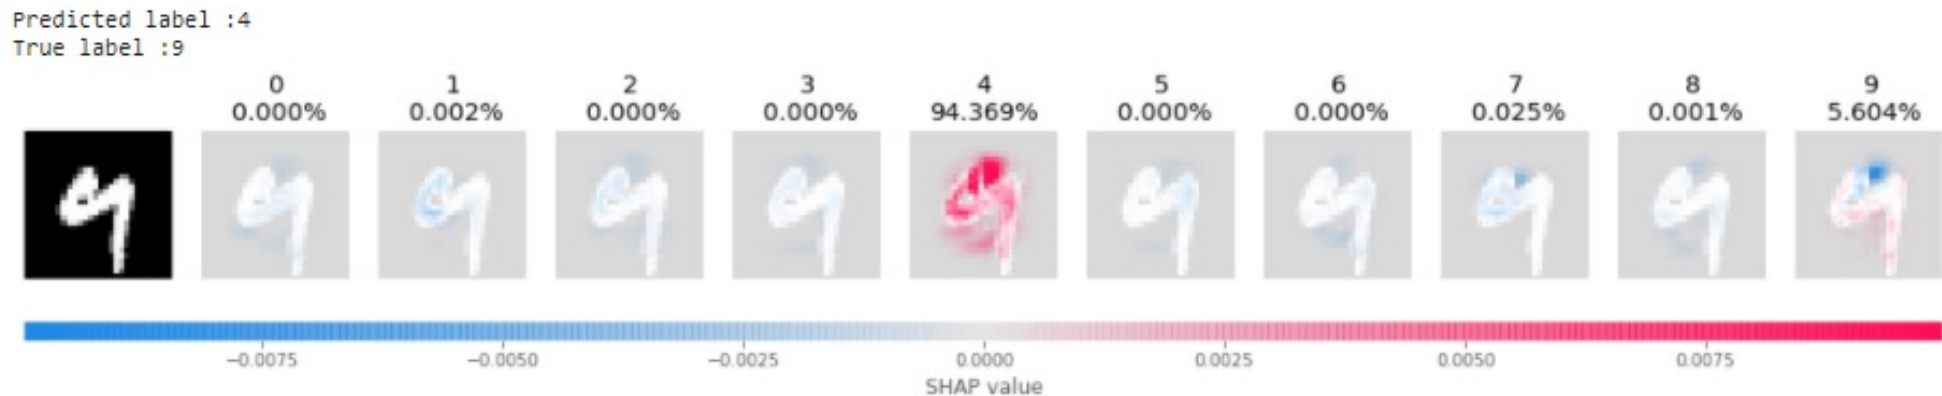 Predicted label :4
True label :9
0 1 2 3 4 5 6 7 8 9
0.000% 0.002% 0.000% 0.000% 94.369% 0.000% 0.000% 0.025% 0.001% 5.604%
9
−0.0075 −0.0050 −0.0025 0.0000 0.0025 0.0050 0.0075
SHAP value